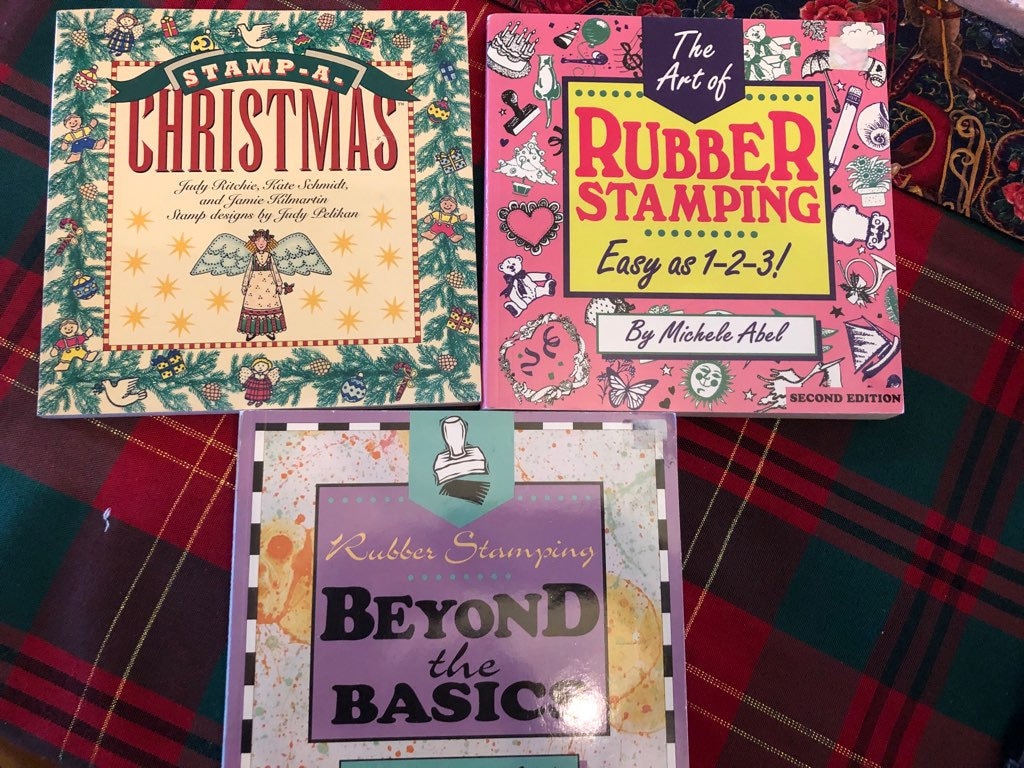 STAMP-A-
CHRISTMAS™
Judy Ritchie, Kate Schmidt,
and Jamie Kilmartin
Stamp designs by Judy Pelikan
The
Art of
RUBBER
STAMPING
Easy as 1-2-3!
By Michele Abel
SECOND EDITION
Rubber Stamping
BEYOND
the
BASICS